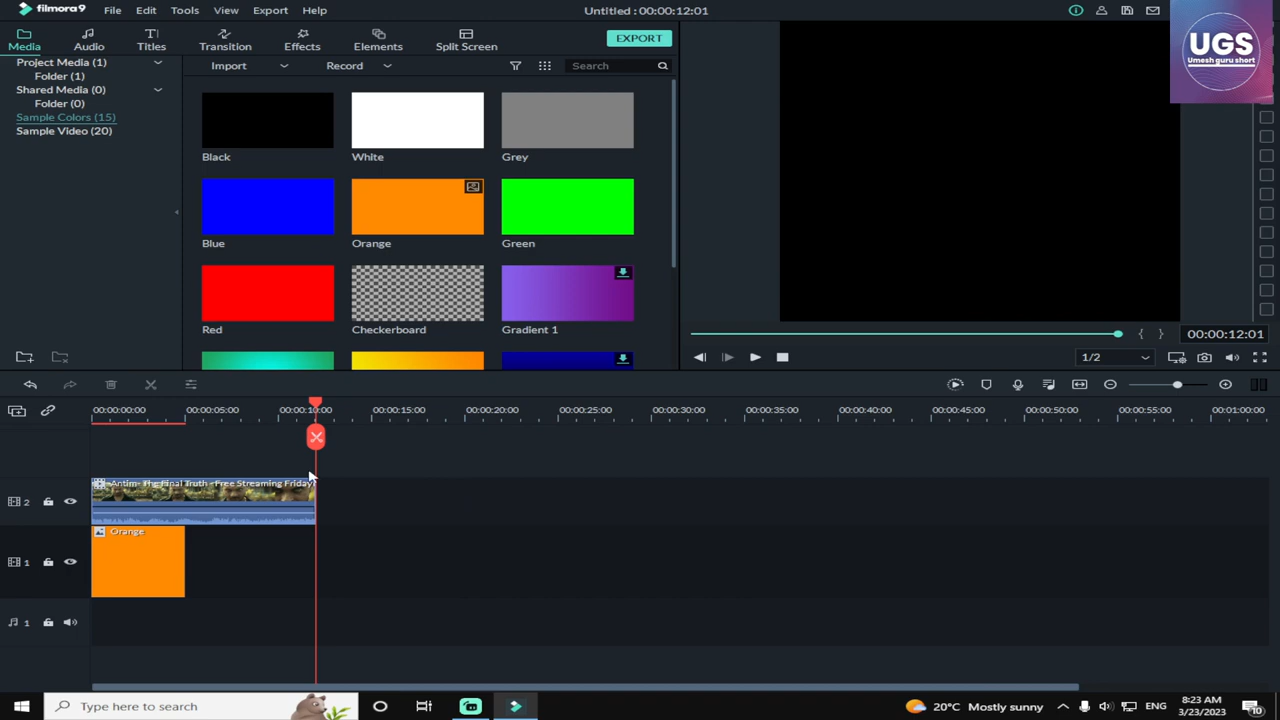 filmora9 File Edit Tools View Export Help Untitled : 00:00:12:01
Media Audio Titles Transition Effects Elements Split Screen EXPORT
UGS
Umesh guru short
Project Media (1)
Folder (1)
Shared Media (0)
Folder (0)
Sample Colors (15)
Sample Video (20)
Import Record Search
Black White Grey
Blue Orange Green
Red Checkerboard Gradient 1
00:00:12:01
1/2
00:00:00:00 00:00:05:00 00:00:10:00 00:00:15:00 00:00:20:00 00:00:25:00 00:00:30:00 00:00:35:00 00:00:40:00 00:00:45:00 00:00:50:00 00:00:55:00 00:01:00:00
2 Antim- The Final Truth - Free Streaming Friday
Orange
1
1
Type here to search
20°C Mostly sunny ENG 8:23 AM
3/23/2023
10